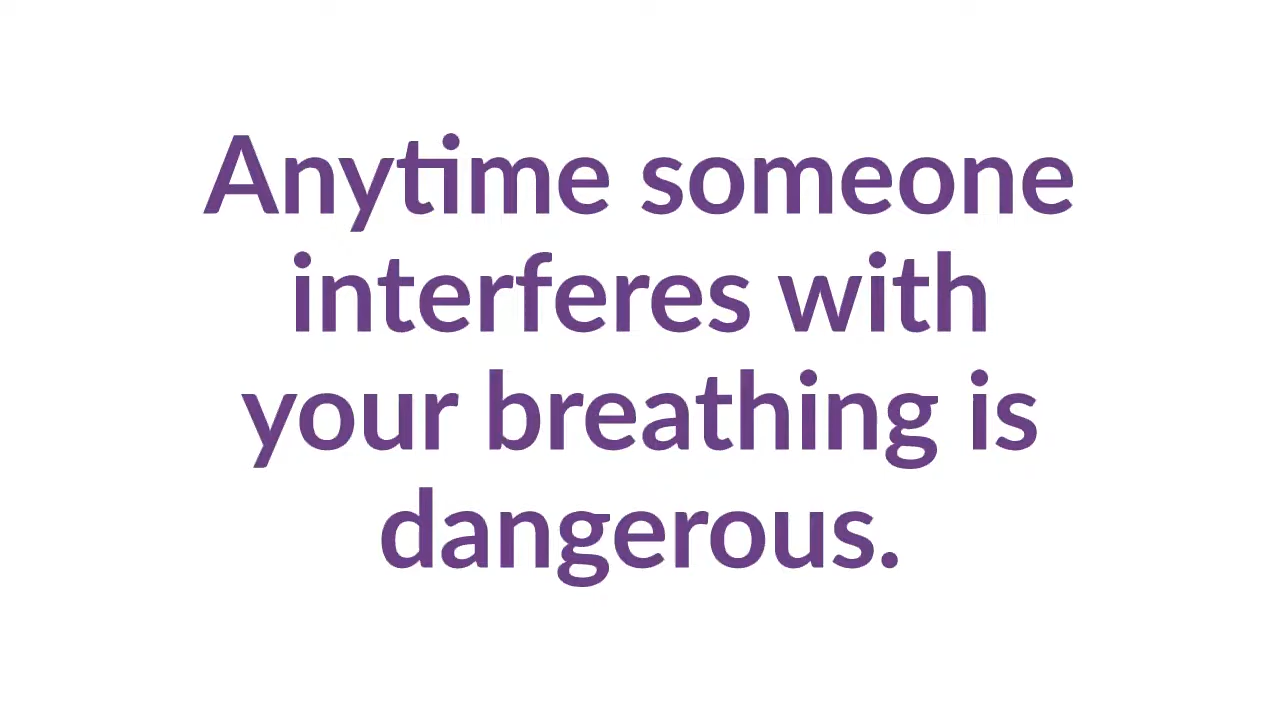 Anytime someone
interferes with
your breathing is
dangerous.